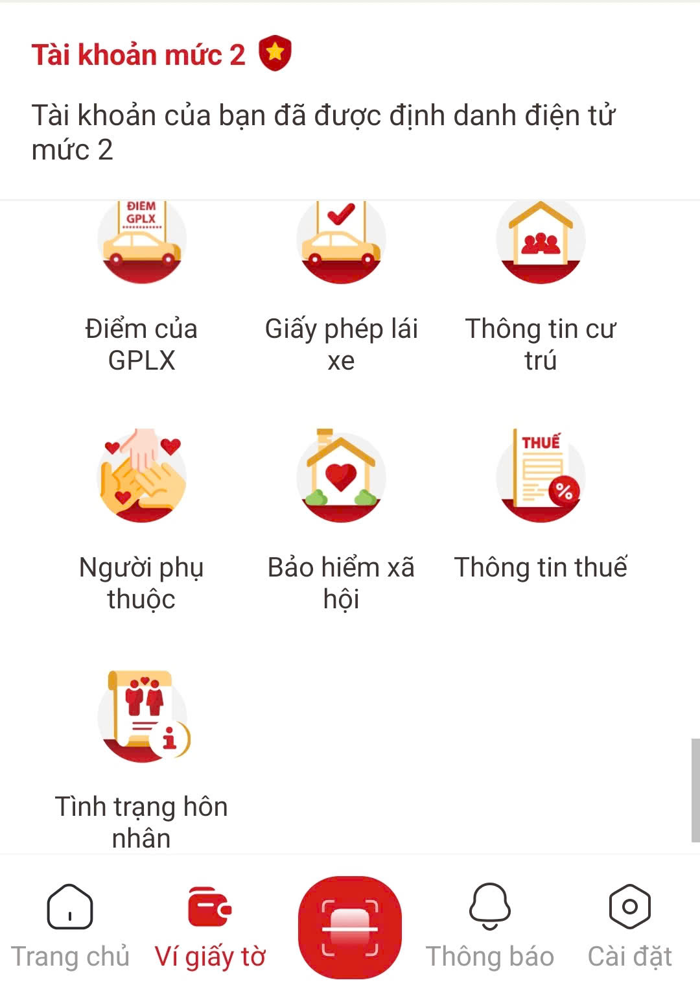 Tài khoản mức 2
Tài khoản của bạn đã được định danh điện tử
mức 2
ĐIỂM
GPLX
Điểm của
GPLX
Giấy phép lái
xe
Thông tin cư
trú
THUẾ
%
Người phụ
thuộc
Bảo hiểm xã
hội
Thông tin thuế
i
Tình trạng hôn
nhân
Trang chủ
Ví giấy tờ
Thông báo
Cài đặt